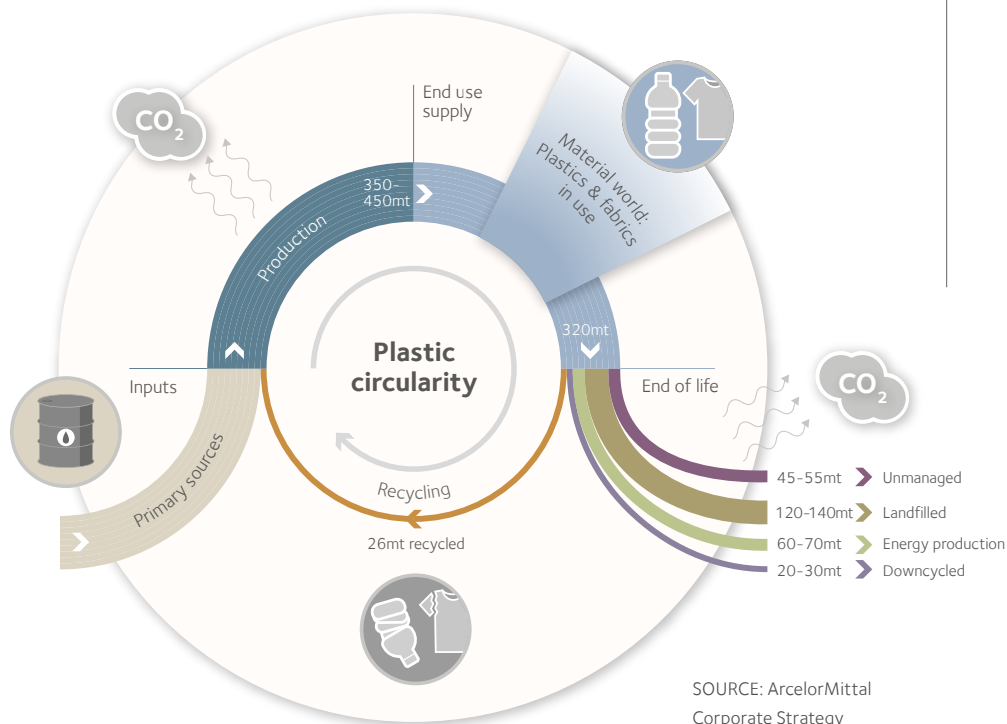 End use
supply
CO2
Material world:
Plastics & fabrics
in use
350-
450mt
Production
320mt
Plastic
circularity
Inputs
End of life
CO2
Primary sources
Recycling
26mt recycled
45-55mt Unmanaged
120-140mt Landfilled
60-70mt Energy production
20-30mt Downcycled
SOURCE: ArcelorMittal
Corporate Strategy